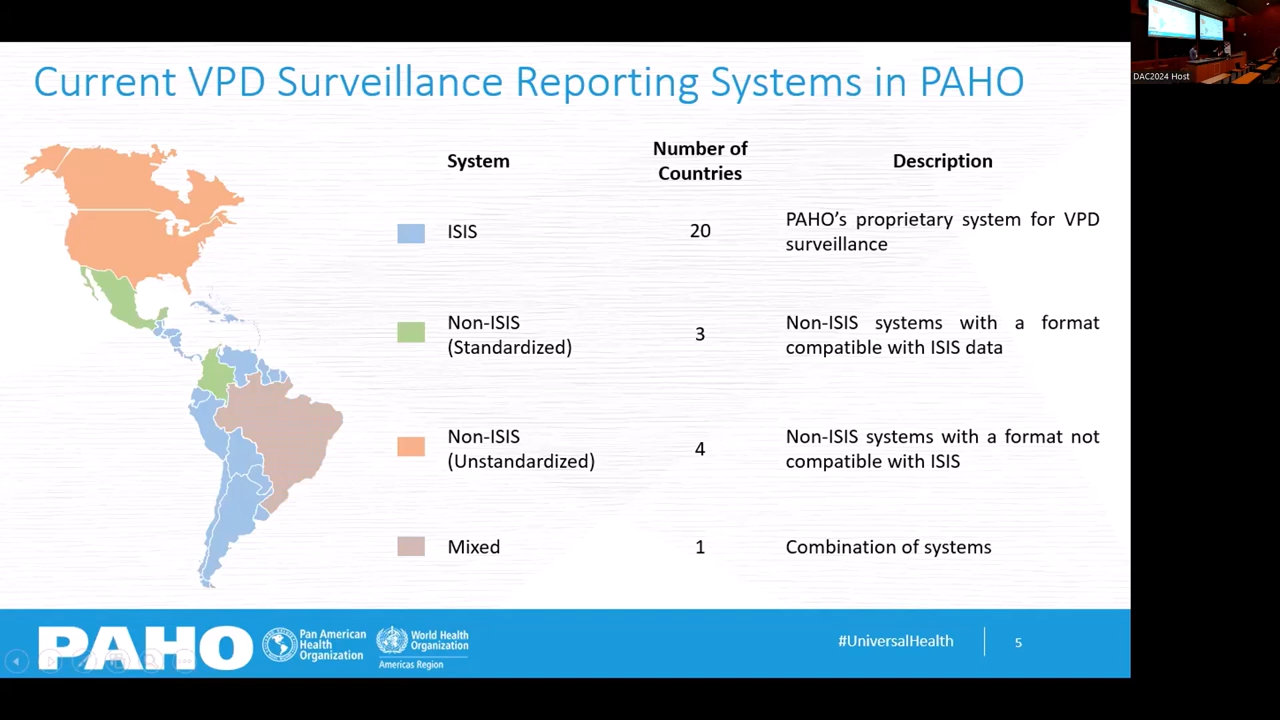 Current VPD Surveillance Reporting Systems in PAHO
System
Number of
Countries
Description
ISIS
20
PAHO's proprietary system for VPD
surveillance
Non-ISIS
(Standardized)
3
Non-ISIS systems with a format
compatible with ISIS data
Non-ISIS
(Unstandardized)
4
Non-ISIS systems with a format not
compatible with ISIS
Mixed
1
Combination of systems
PAHO
Pan American
Health
Organization
World Health
Organization
Americas Region
#UniversalHealth
5
DAC2024 Host